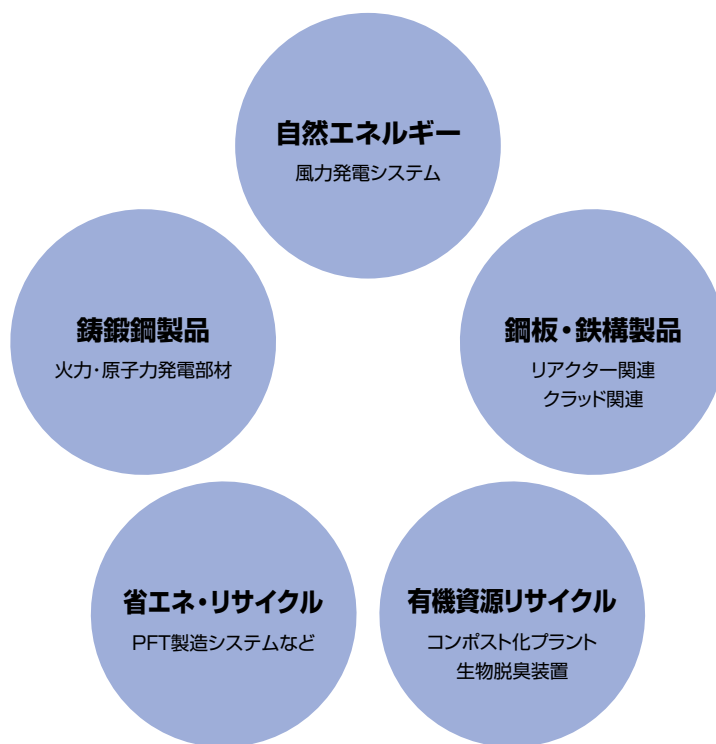 自然エネルギー
風力発電システム
鋳鍛鋼製品
火力・原子力発電部材
鋼板・鉄構製品
リアクター関連
クラッド関連
省エネ・リサイクル
PFT製造システムなど
有機資源リサイクル
コンポスト化プラント
生物脱臭装置